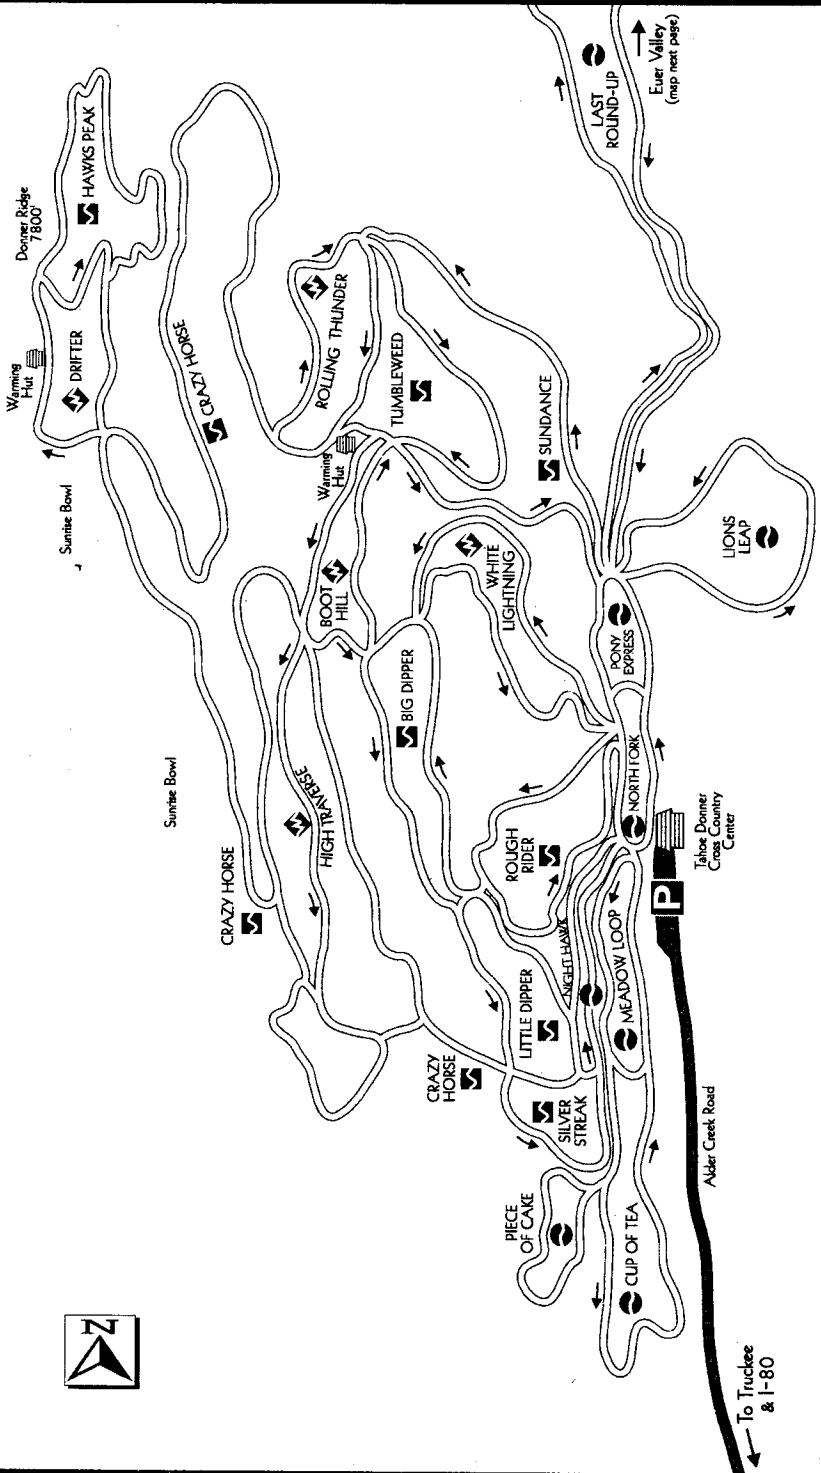 Donner Ridge
7800'
HAWKS PEAK
Warming
Hut
DRIFTER
Sunrise Bowl
CRAZY HORSE
ROLLING THUNDER
TUMBLEWEED
Warming
Hut
SUNDANCE
LAST
ROUND-UP
Euer Valley
(map next page)
LIONS
LEAP
BOOT
HILL
WHITE
LIGHTNING
PONY
EXPRESS
BIG DIPPER
Sunrise Bowl
HIGH TRAVERSE
CRAZY HORSE
ROUGH
RIDER
NORTH FORK
Tahoe Donner
Cross Country
Center
P
NIGHT HAWK
MEADOW LOOP
LITTLE DIPPER
CRAZY
HORSE
SILVER
STREAK
PIECE
OF CAKE
CUP OF TEA
Alder Creek Road
To Truckee
& I-80
N